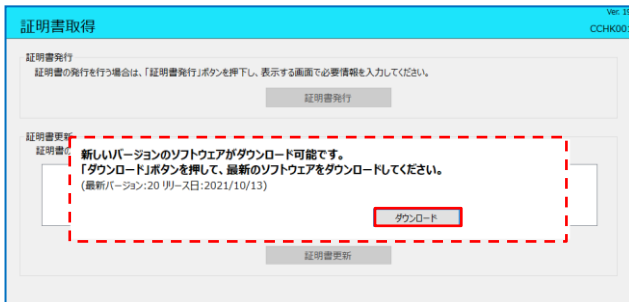 Ver. 19
証明書取得
CCHK001
証明書発行
証明書の発行を行う場合は、「証明書発行」ボタンを押下し、表示する画面で必要情報を入力してください。
証明書発行
証明書更新
証明書の
新しいバージョンのソフトウェアがダウンロード可能です。
「ダウンロード」ボタンを押して、最新のソフトウェアをダウンロードしてください。
(最新バージョン:20 リリース日:2021/10/13)
ダウンロード
証明書更新